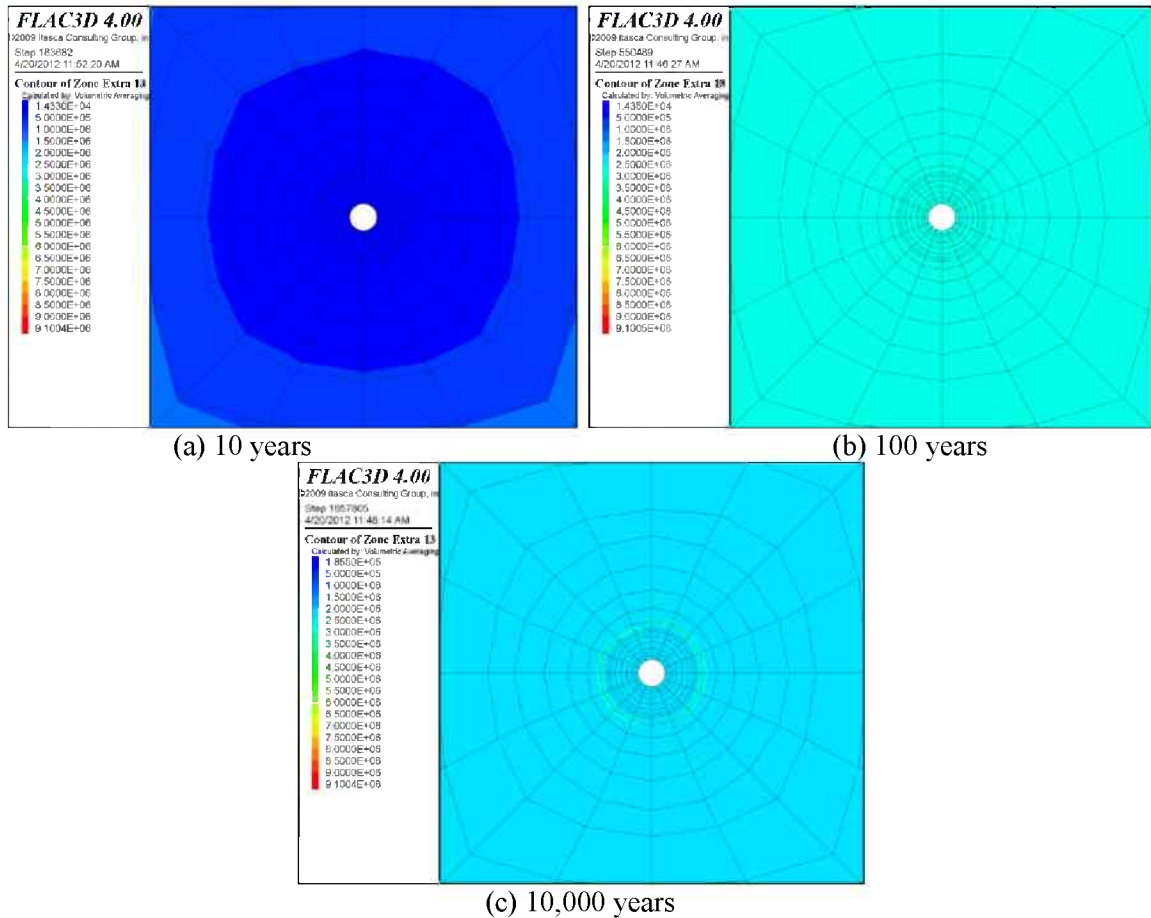 FLAC3D 4.00
©2009 Itasca Consulting Group, in
Step 183682
4/20/2012 11:52:20 AM
Contour of Zone Extra 13
Calculated by: Volumetric Averaging
1.4330E+04
5.0000E+05
1.0000E+06
1.5000E+06
2.0000E+06
2.5000E+06
3.0000E+06
3.5000E+06
4.0000E+06
4.5000E+06
5.0000E+06
5.5000E+06
6.0000E+06
6.5000E+06
7.0000E+06
7.5000E+06
8.0000E+06
8.5000E+06
9.0000E+06
9.1004E+06
(a) 10 years
FLAC3D 4.00
©2009 Itasca Consulting Group, in
Step 550489
4/20/2012 11:46:27 AM
Contour of Zone Extra
Calculated by: Volumetric Averaging
1.4350E+04
5.0000E+05
1.0000E+06
1.5000E+06
2.0000E+06
2.5000E+06
3.0000E+06
3.5000E+06
4.0000E+06
4.5000E+06
5.0000E+06
5.5000E+06
6.0000E+06
6.5000E+06
7.0000E+06
7.5000E+06
8.0000E+06
8.5000E+06
9.0000E+06
9.1005E+06
(b) 100 years
FLAC3D 4.00
©2009 Itasca Consulting Group, in
Step 1657805
4/20/2012 11:48:14 AM
Contour of Zone Extra 13
Calculated by: Volumetric Averaging
1.8550E+05
5.0000E+05
1.0000E+06
1.5000E+06
2.0000E+06
2.5000E+06
3.0000E+06
3.5000E+06
4.0000E+06
4.5000E+06
5.0000E+06
5.5000E+06
6.0000E+06
6.5000E+06
7.0000E+06
7.5000E+06
8.0000E+06
8.5000E+06
9.0000E+06
9.1004E+06
(c) 10,000 years